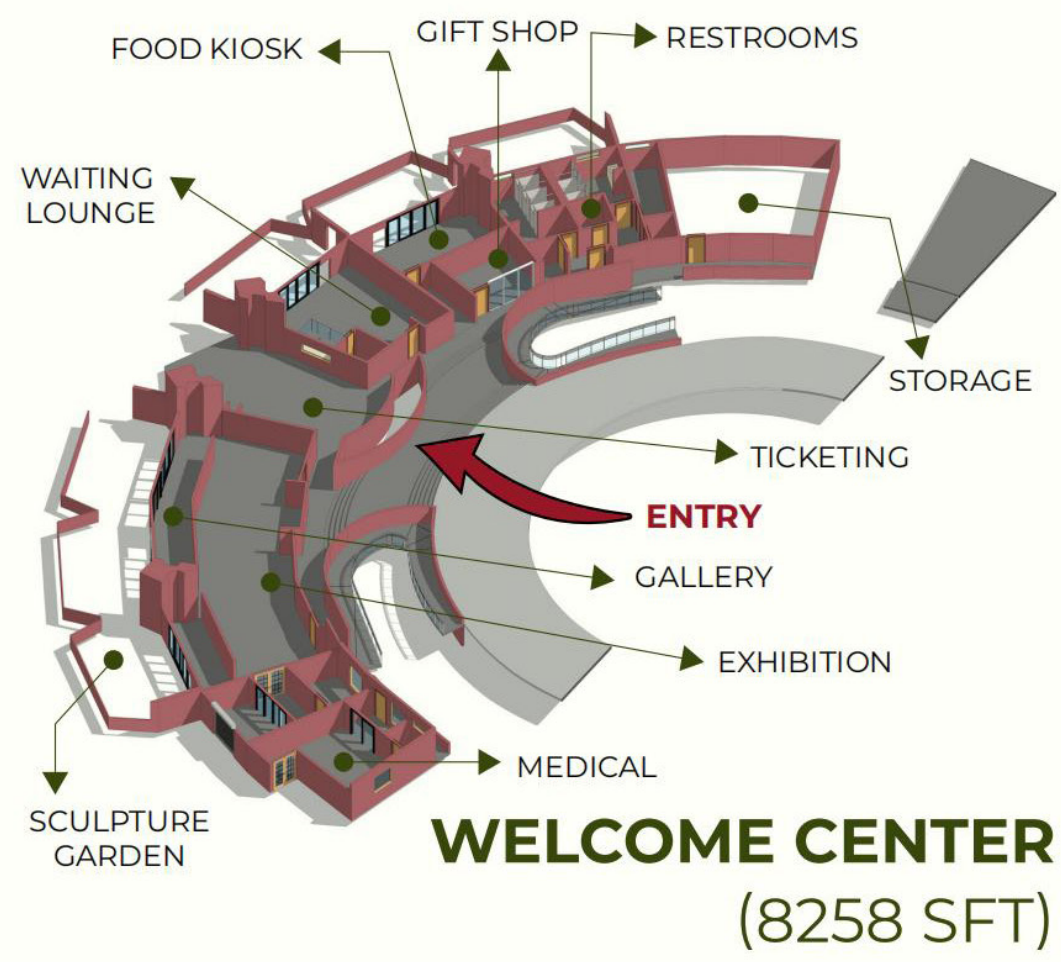 GIFT SHOP
RESTROOMS
FOOD KIOSK
WAITING
LOUNGE
STORAGE
TICKETING
ENTRY
GALLERY
EXHIBITION
MEDICAL
SCULPTURE
GARDEN
WELCOME CENTER
(8258 SFT)